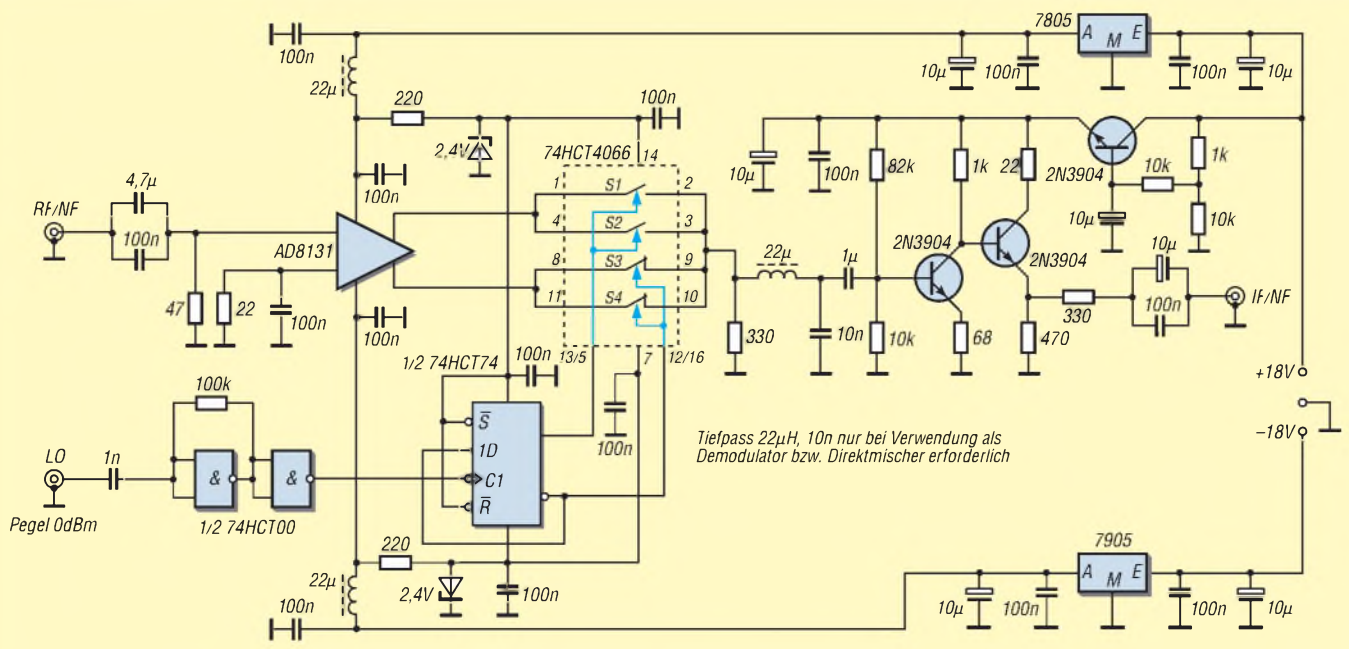 7805
A M E
100n
22µ
10µ
100n
100n
10µ
220
2,4V
100n
74HCT4066
14
10µ
100n
82k
1k
22
2N3904
10k
1k
10µ
10k
RF/NF
4,7µ
100n
100n
AD8131
1 S1 2
4 S2 3
8 S3 9
11 S4 10
22µ
1µ
2N3904
2N3904
10µ
100n
IF/NF
47
22
100n
100n
13/5
7
12/16
330
10n
10k
68
470
330
1/2 74HCT74
100n
100n
+18V
–18V
100k
LO
1n
&
&
1/2 74HCT00
Pegel 0dBm
S
1D
C1
R
Tiefpass 22µH, 10n nur bei Verwendung als
Demodulator bzw. Direktmischer erforderlich
220
22µ
2,4V
100n
100n
7905
A M E
10µ
100n
100n
10µ